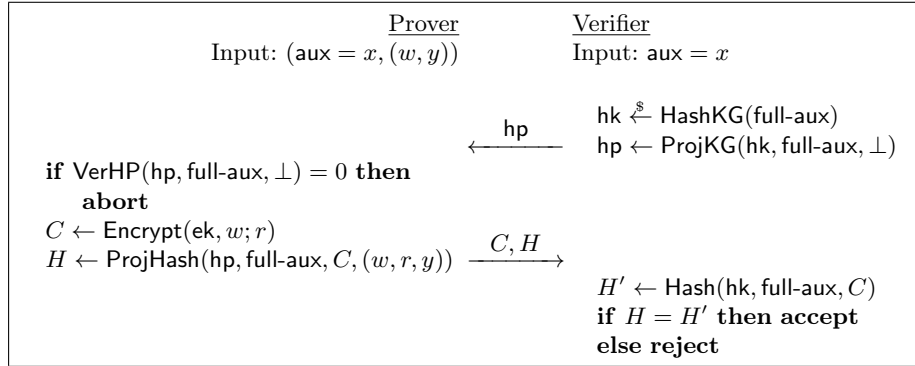 Prover Verifier
Input: (aux = x, (w, y)) Input: aux = x
hk $← HashKG(full-aux)
hp
hp ← ProjKG(hk, full-aux, ⊥)
if VerHP(hp, full-aux, ⊥) = 0 then
abort
C ← Encrypt(ek, w; r)
H ← ProjHash(hp, full-aux, C, (w, r, y)) C, H
H′ ← Hash(hk, full-aux, C)
if H = H′ then accept
else reject